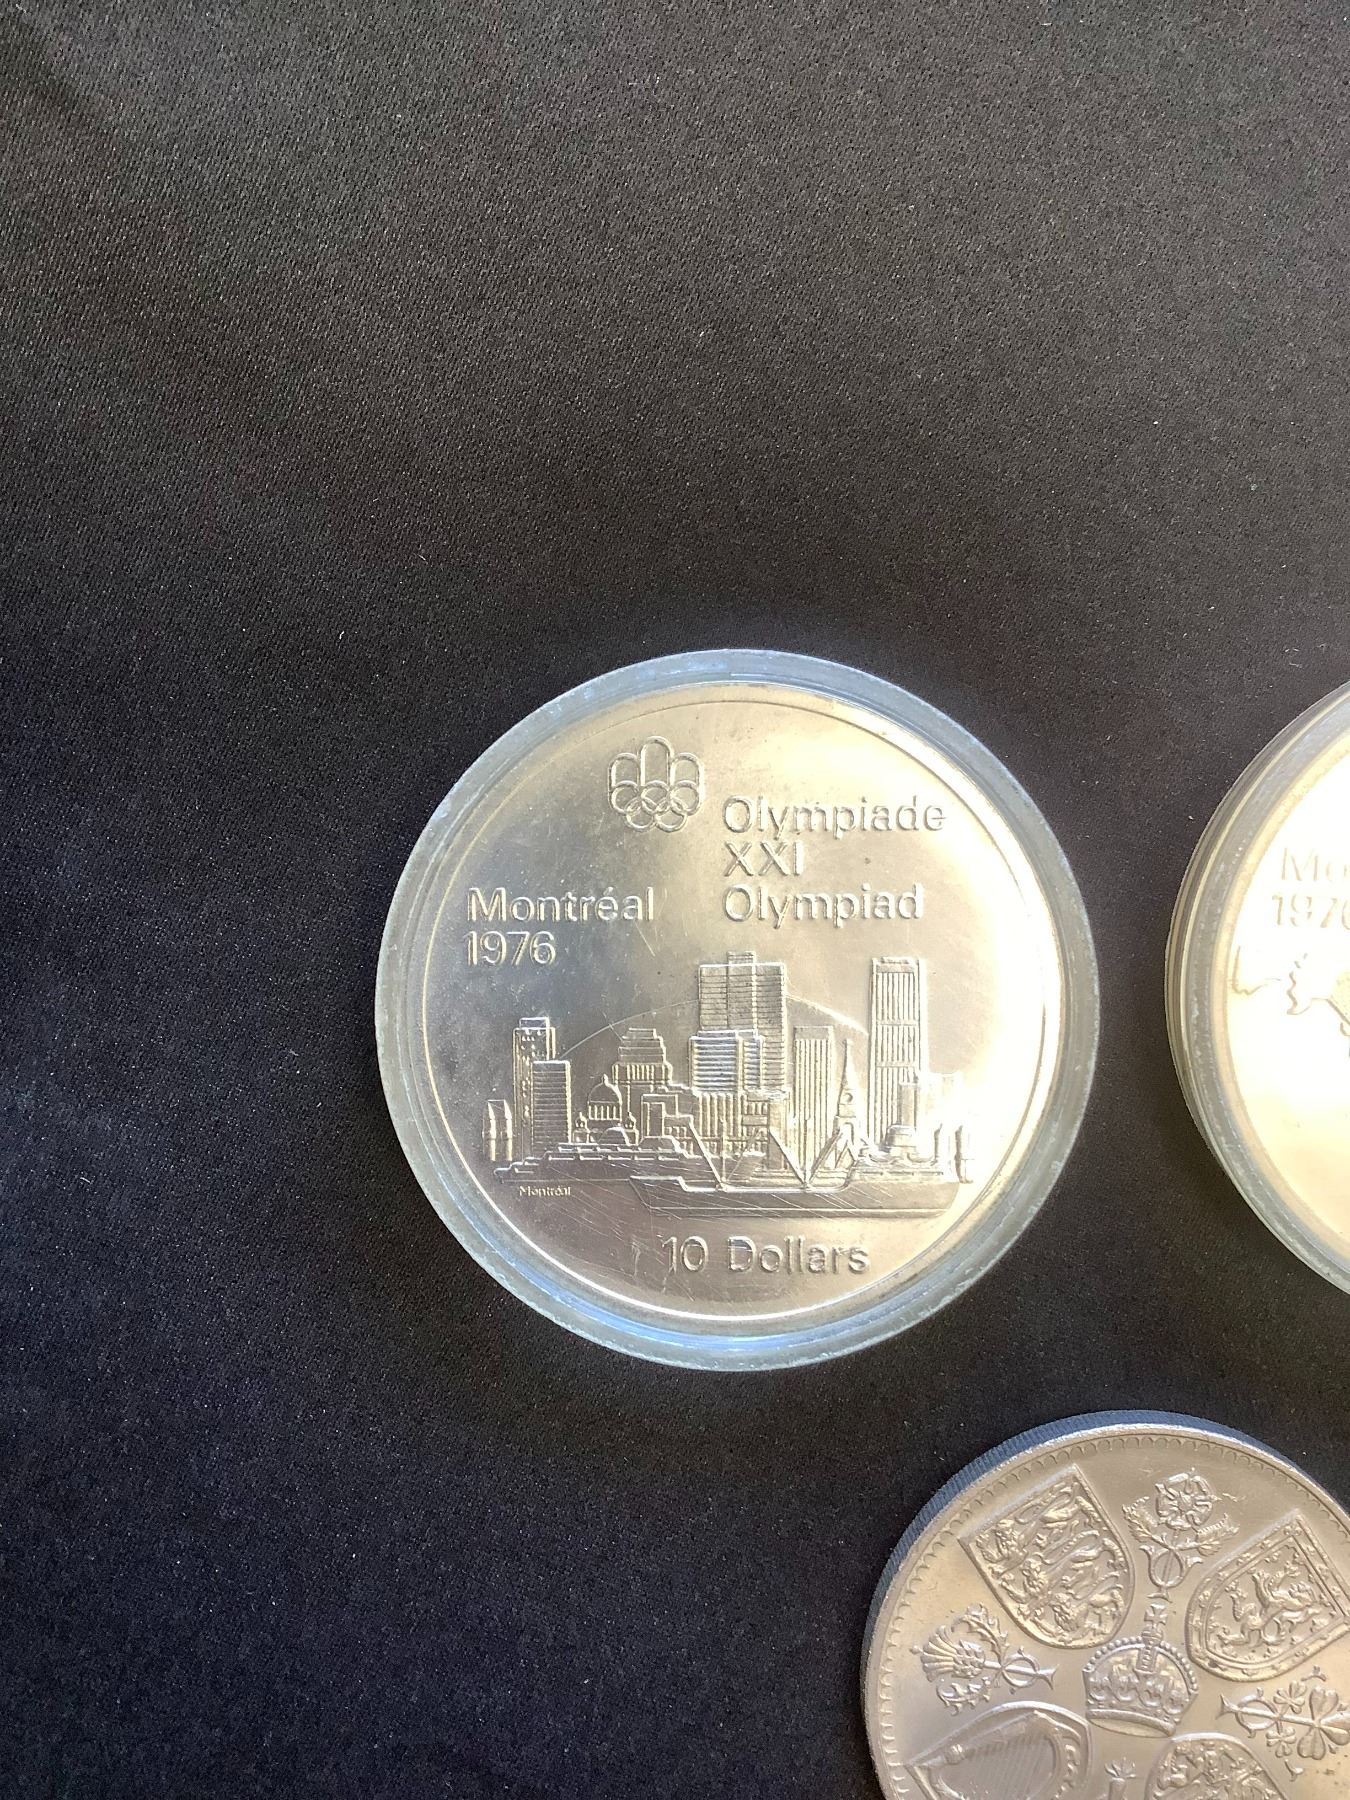 Olympiade
XXI
Olympiad
Montréal
1976
Montréal
10 Dollars